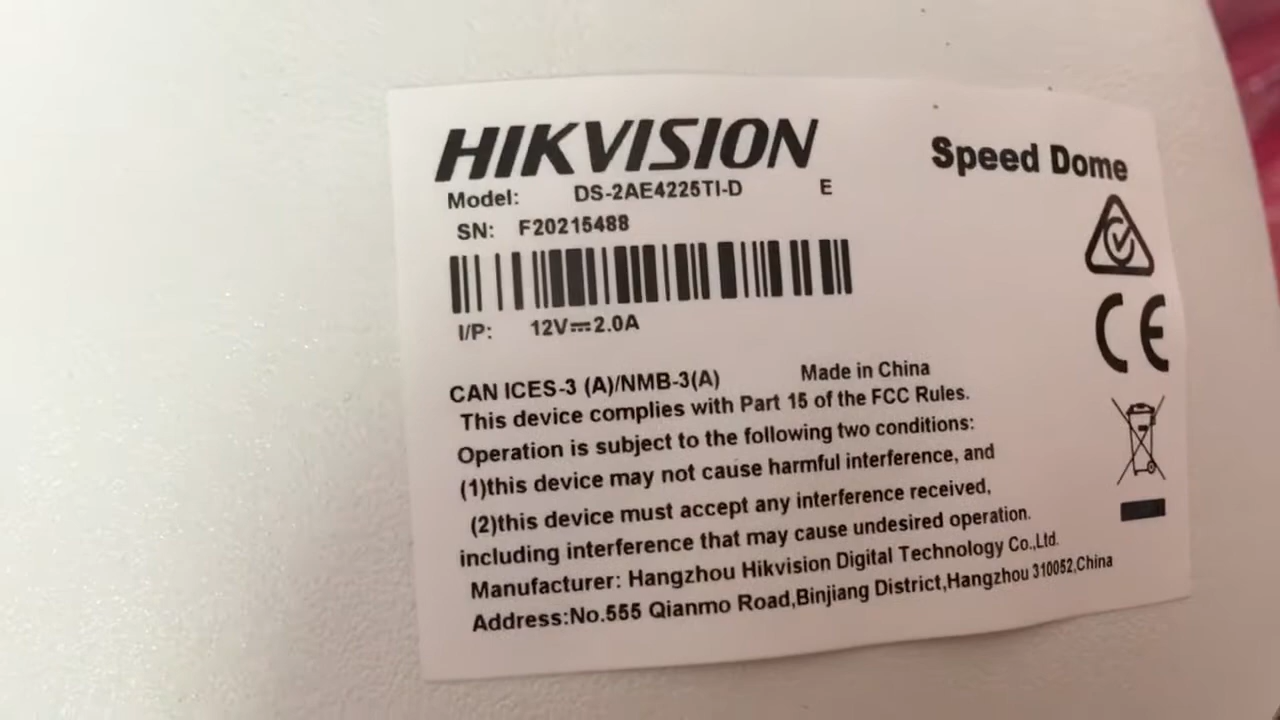 HIKVISION
Speed Dome
Model: DS-2AE4225TI-D E
SN: F20215488
I/P: 12V⎓2.0A
CAN ICES-3 (A)/NMB-3(A) Made in China
This device complies with Part 15 of the FCC Rules.
Operation is subject to the following two conditions:
(1)this device may not cause harmful interference, and
(2)this device must accept any interference received,
including interference that may cause undesired operation.
Manufacturer: Hangzhou Hikvision Digital Technology Co.,Ltd.
Address:No.555 Qianmo Road,Binjiang District,Hangzhou 310052,China
CE